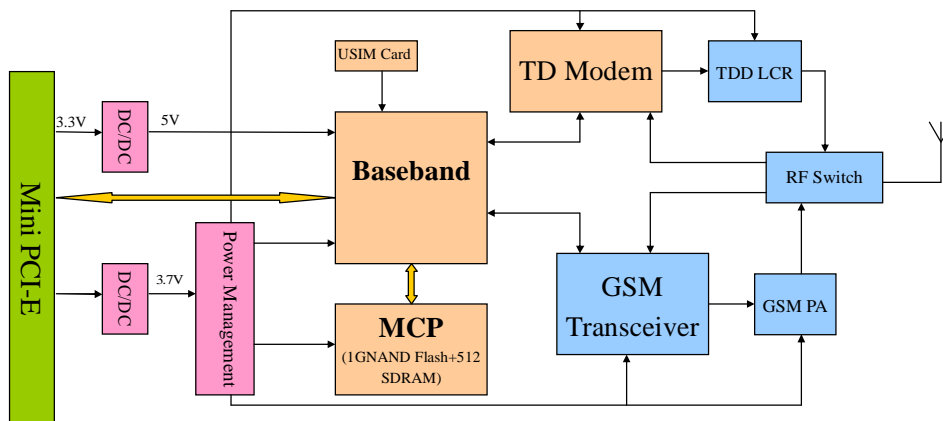 USIM Card
TD Modem
TDD LCR
3.3V
DC/DC
5V
Baseband
RF Switch
Mini PCI-E
DC/DC
3.7V
Power Management
GSM
Transceiver
GSM PA
MCP
(1GNAND Flash+512
SDRAM)